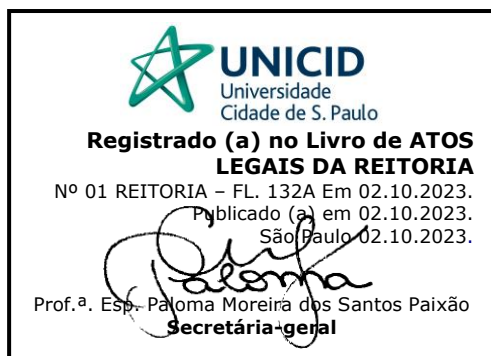 UNICID
Universidade
Cidade de S. Paulo
Registrado (a) no Livro de ATOS
LEGAIS DA REITORIA
Nº 01 REITORIA – FL. 132A Em 02.10.2023.
Publicado (a) em 02.10.2023.
São Paulo 02.10.2023.
Paloma
Prof.ª. Esp. Paloma Moreira dos Santos Paixão
Secretária-geral